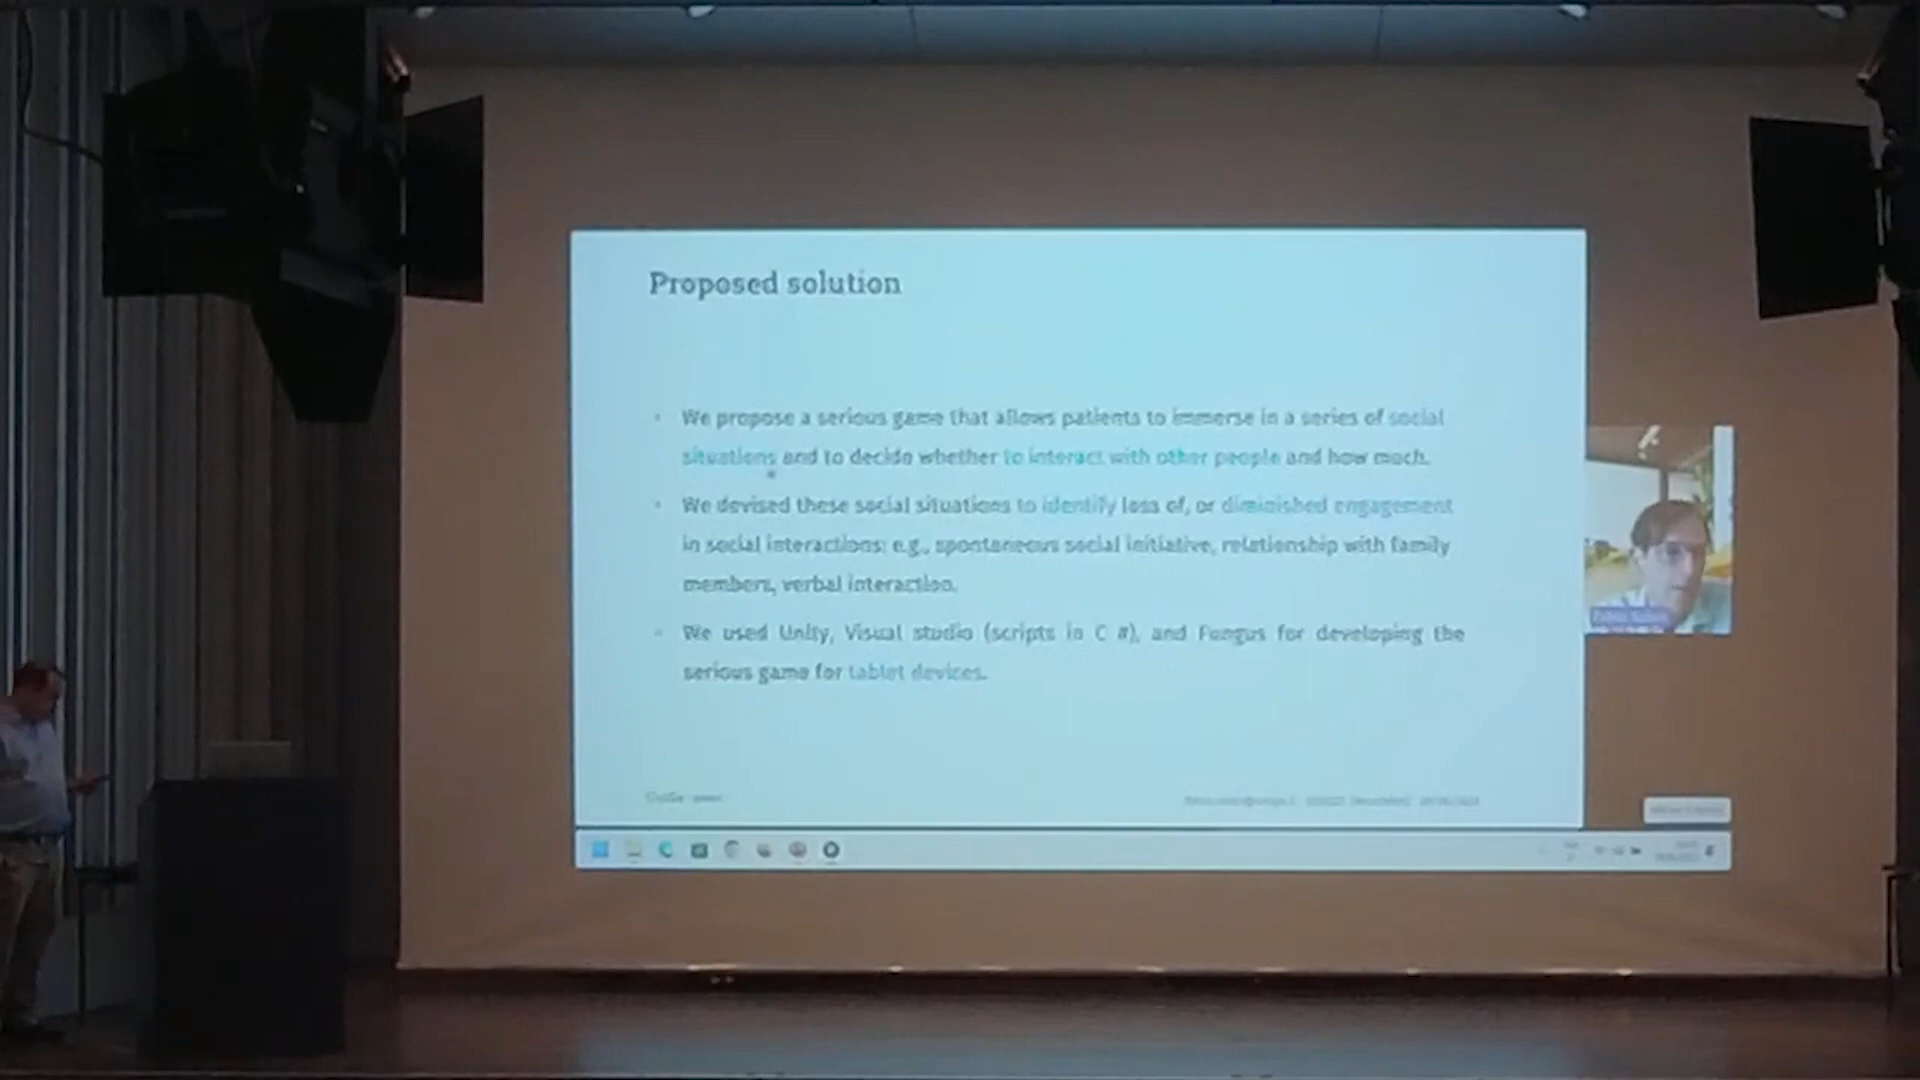 Proposed solution
We propose a serious game that allows patients to immerse in a series of social
situations and to decide whether to interact with other people and how much.
We devised these social situations to identify loss of, or diminished engagement
in social interactions: e.g., spontaneous social initiative, relationship with family
members, verbal interaction.
We used Unity, Visual studio (scripts in C #), and Fungus for developing the
serious game for tablet devices.